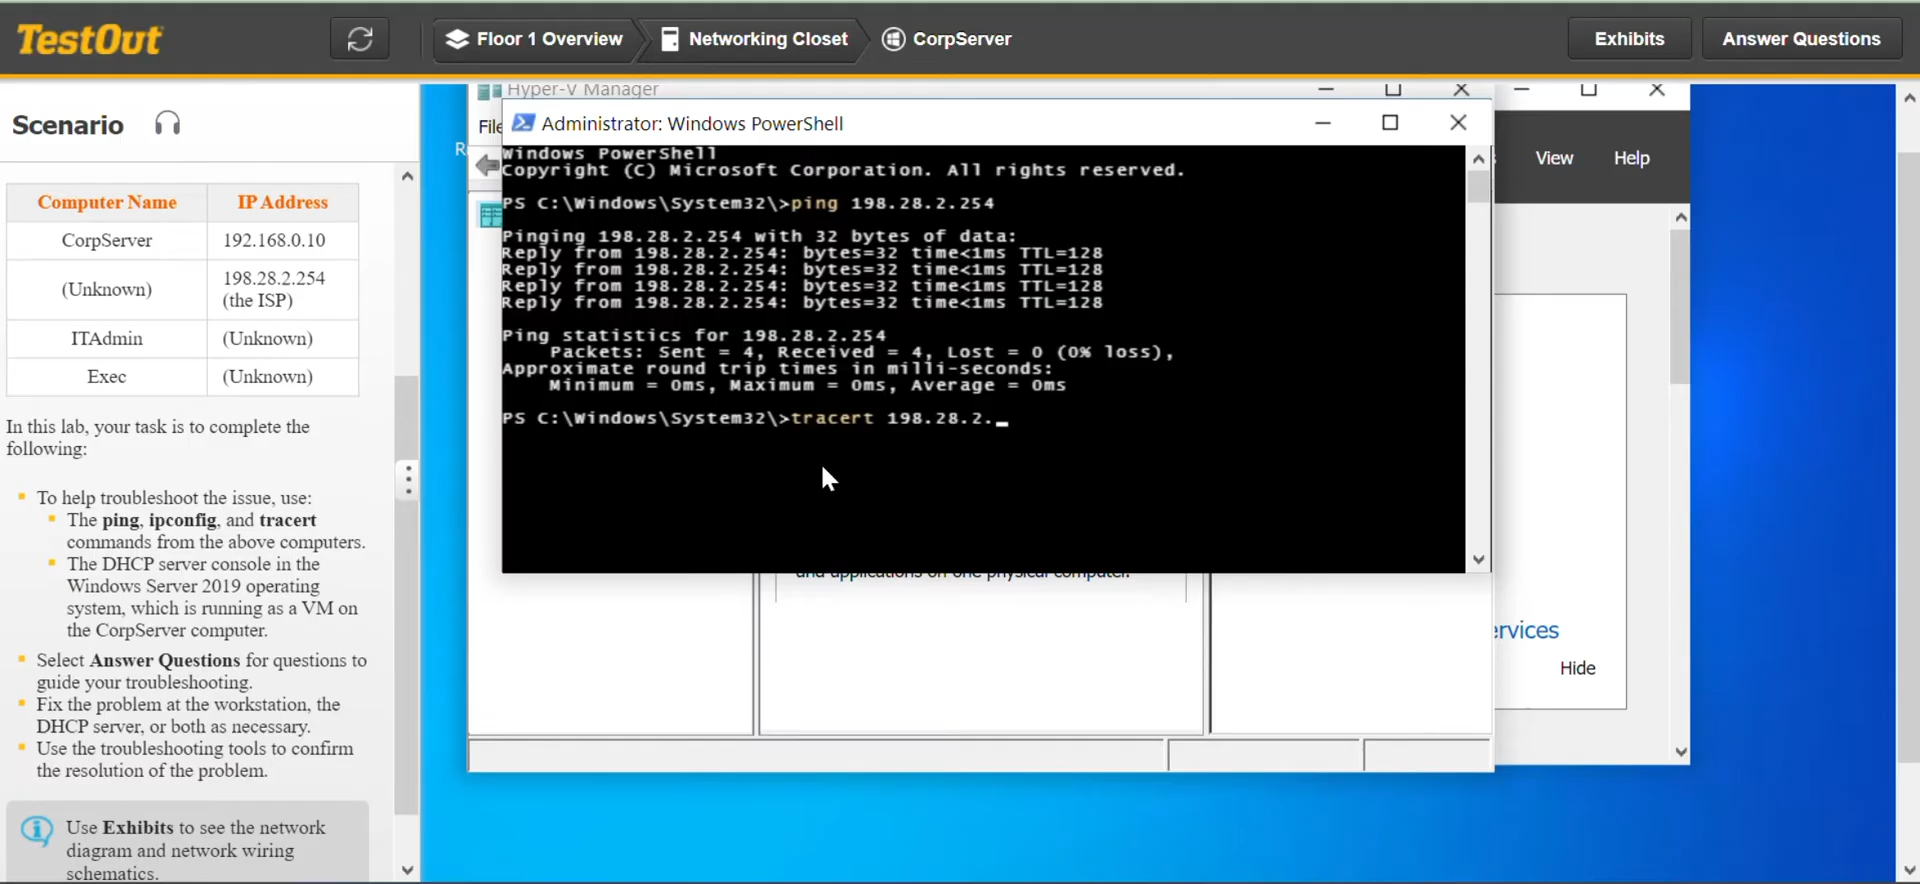 TestOut
Floor 1 Overview
Networking Closet
CorpServer
Exhibits
Answer Questions
Scenario
Computer Name IP Address
CorpServer 192.168.0.10
(Unknown) 198.28.2.254
(the ISP)
ITAdmin (Unknown)
Exec (Unknown)
In this lab, your task is to complete the
following:
To help troubleshoot the issue, use:
The ping, ipconfig, and tracert
commands from the above computers.
The DHCP server console in the
Windows Server 2019 operating
system, which is running as a VM on
the CorpServer computer.
Select Answer Questions for questions to
guide your troubleshooting.
Fix the problem at the workstation, the
DHCP server, or both as necessary.
Use the troubleshooting tools to confirm
the resolution of the problem.
Use Exhibits to see the network
diagram and network wiring
schematics.
Hyper-V Manager
File
Administrator: Windows PowerShell
Windows PowerShell
Copyright (C) Microsoft Corporation. All rights reserved.
PS C:\Windows\System32\>ping 198.28.2.254
Pinging 198.28.2.254 with 32 bytes of data:
Reply from 198.28.2.254: bytes=32 time<1ms TTL=128
Reply from 198.28.2.254: bytes=32 time<1ms TTL=128
Reply from 198.28.2.254: bytes=32 time<1ms TTL=128
Reply from 198.28.2.254: bytes=32 time<1ms TTL=128
Ping statistics for 198.28.2.254
Packets: Sent = 4, Received = 4, Lost = 0 (0% loss),
Approximate round trip times in milli-seconds:
Minimum = 0ms, Maximum = 0ms, Average = 0ms
PS C:\Windows\System32\>tracert 198.28.2._
and applications on one physical computer.
View
Help
ervices
Hide